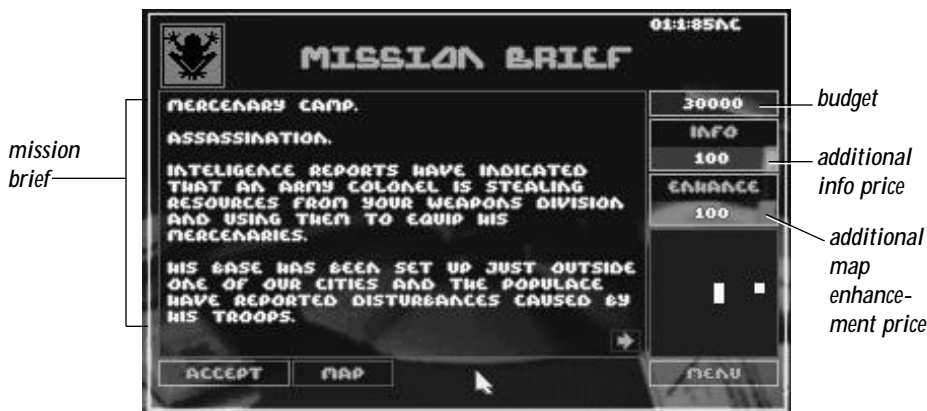 01:1:85NC
MISSION BRIEF
MERCENARY CAMP.
ASSASSINATION.
INTELIGENCE REPORTS HAVE INDICATED
THAT AN ARMY COLONEL IS STEALING
RESOURCES FROM YOUR WEAPONS DIVISION
AND USING THEM TO EQUIP HIS
MERCENARIES.
HIS BASE HAS BEEN SET UP JUST OUTSIDE
ONE OF OUR CITIES AND THE POPULACE
HAVE REPORTED DISTURBANCES CAUSED BY
HIS TROOPS.
ACCEPT
MAP
30000
INFO
100
ENHANCE
100
MENU
mission
brief
budget
additional
info price
additional
map
enhance-
ment price